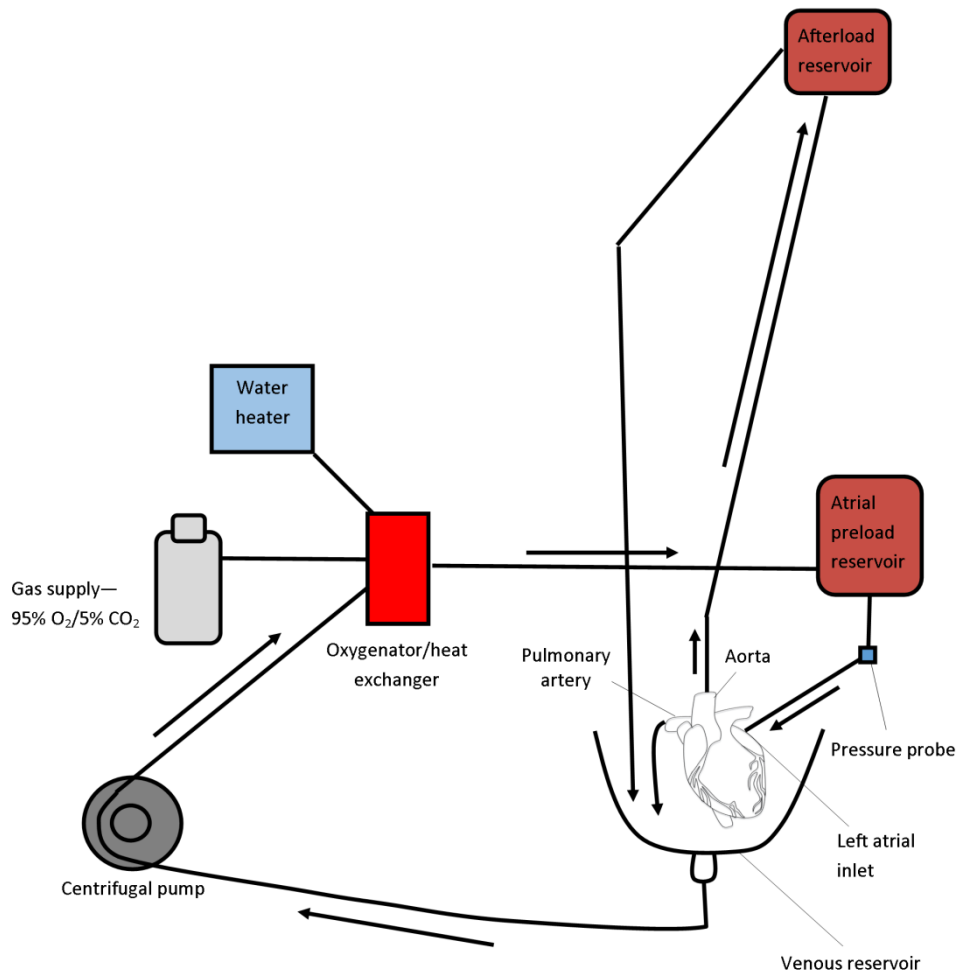 Afterload
reservoir
Water
heater
Atrial
preload
reservoir
Gas supply—
95% O₂/5% CO₂
Oxygenator/heat
exchanger
Pulmonary
artery
Aorta
Pressure probe
Left atrial
inlet
Centrifugal pump
Venous reservoir